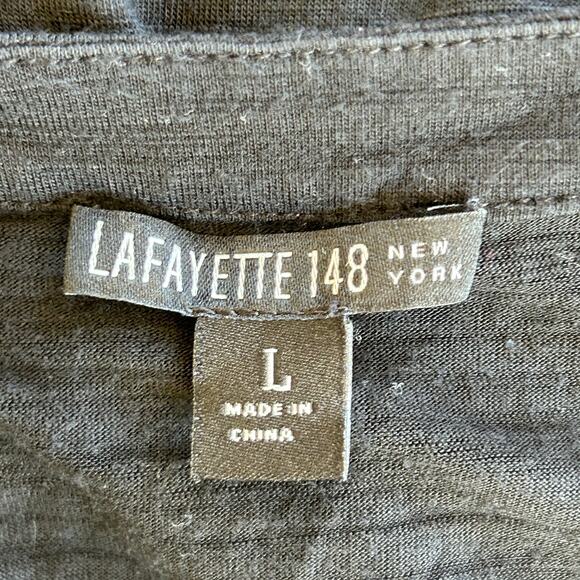 LAFAYETTE 148 NEW YORK
L
MADE IN
CHINA